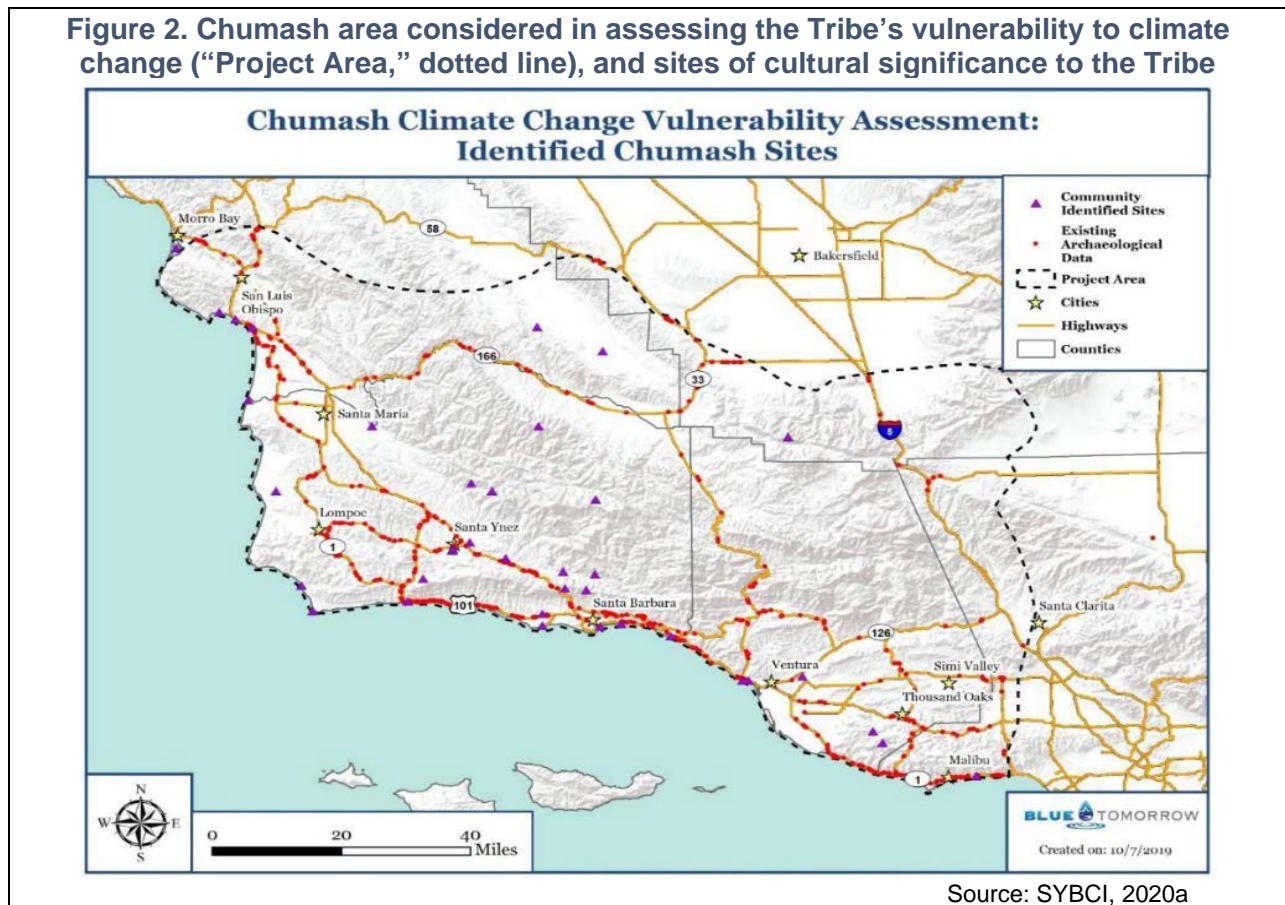 Figure 2. Chumash area considered in assessing the Tribe’s vulnerability to climate
change (“Project Area,” dotted line), and sites of cultural significance to the Tribe
Chumash Climate Change Vulnerability Assessment:
Identified Chumash Sites
Community
Identified Sites
Existing
Archaeological
Data
Project Area
Cities
Highways
Counties
Morro Bay
58
Bakersfield
San Luis
Obispo
166
33
Santa Maria
5
Lompoc
1
Santa Ynez
101
Santa Barbara
Santa Clarita
126
Ventura
Simi Valley
Thousand Oaks
Malibu
1
N
W E
S
0 20 40
Miles
BLUE TOMORROW
Created on: 10/7/2019
Source: SYBCI, 2020a